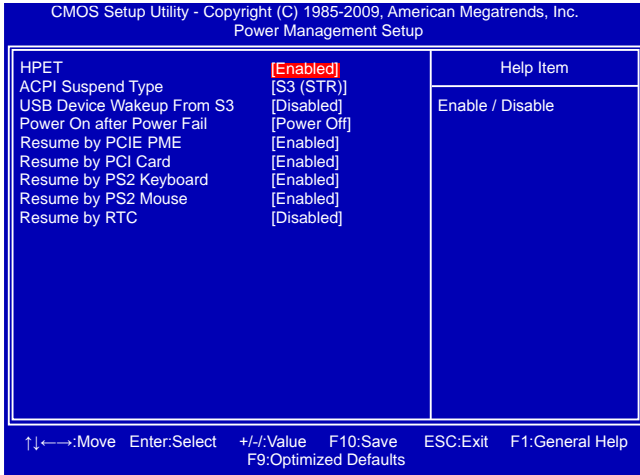 CMOS Setup Utility - Copyright (C) 1985-2009, American Megatrends, Inc.
Power Management Setup
HPET [Enabled]
ACPI Suspend Type [S3 (STR)]
USB Device Wakeup From S3 [Disabled]
Power On after Power Fail [Power Off]
Resume by PCIE PME [Enabled]
Resume by PCI Card [Enabled]
Resume by PS2 Keyboard [Enabled]
Resume by PS2 Mouse [Enabled]
Resume by RTC [Disabled]
Help Item
Enable / Disable
↑↓←→:Move Enter:Select +/-/:Value F10:Save ESC:Exit F1:General Help
F9:Optimized Defaults